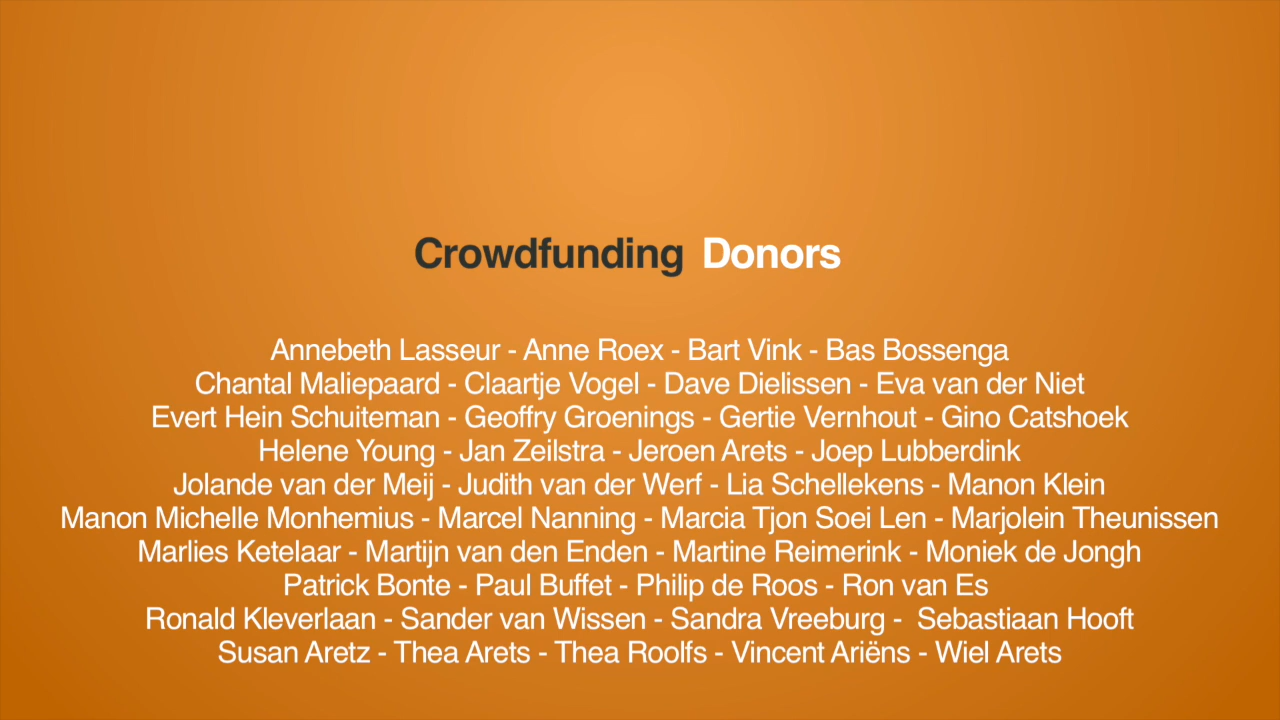 Crowdfunding Donors
Annebeth Lasseur - Anne Roex - Bart Vink - Bas Bossenga
Chantal Maliepaard - Claartje Vogel - Dave Dielissen - Eva van der Niet
Evert Hein Schuiteman - Geoffry Groenings - Gertie Vernhout - Gino Catshoek
Helene Young - Jan Zeilstra - Jeroen Arets - Joep Lubberdink
Jolande van der Meij - Judith van der Werf - Lia Schellekens - Manon Klein
Manon Michelle Monhemius - Marcel Nanning - Marcia Tjon Soei Len - Marjolein Theunissen
Marlies Ketelaar - Martijn van den Enden - Martine Reimerink - Moniek de Jongh
Patrick Bonte - Paul Buffet - Philip de Roos - Ron van Es
Ronald Kleverlaan - Sander van Wissen - Sandra Vreeburg -  Sebastiaan Hooft
Susan Aretz - Thea Arets - Thea Roolfs - Vincent Ariëns - Wiel Arets